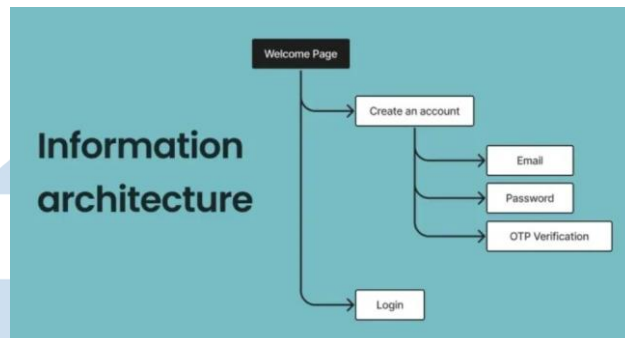 Welcome Page
Create an account
Information
architecture
Email
Password
OTP Verification
Login